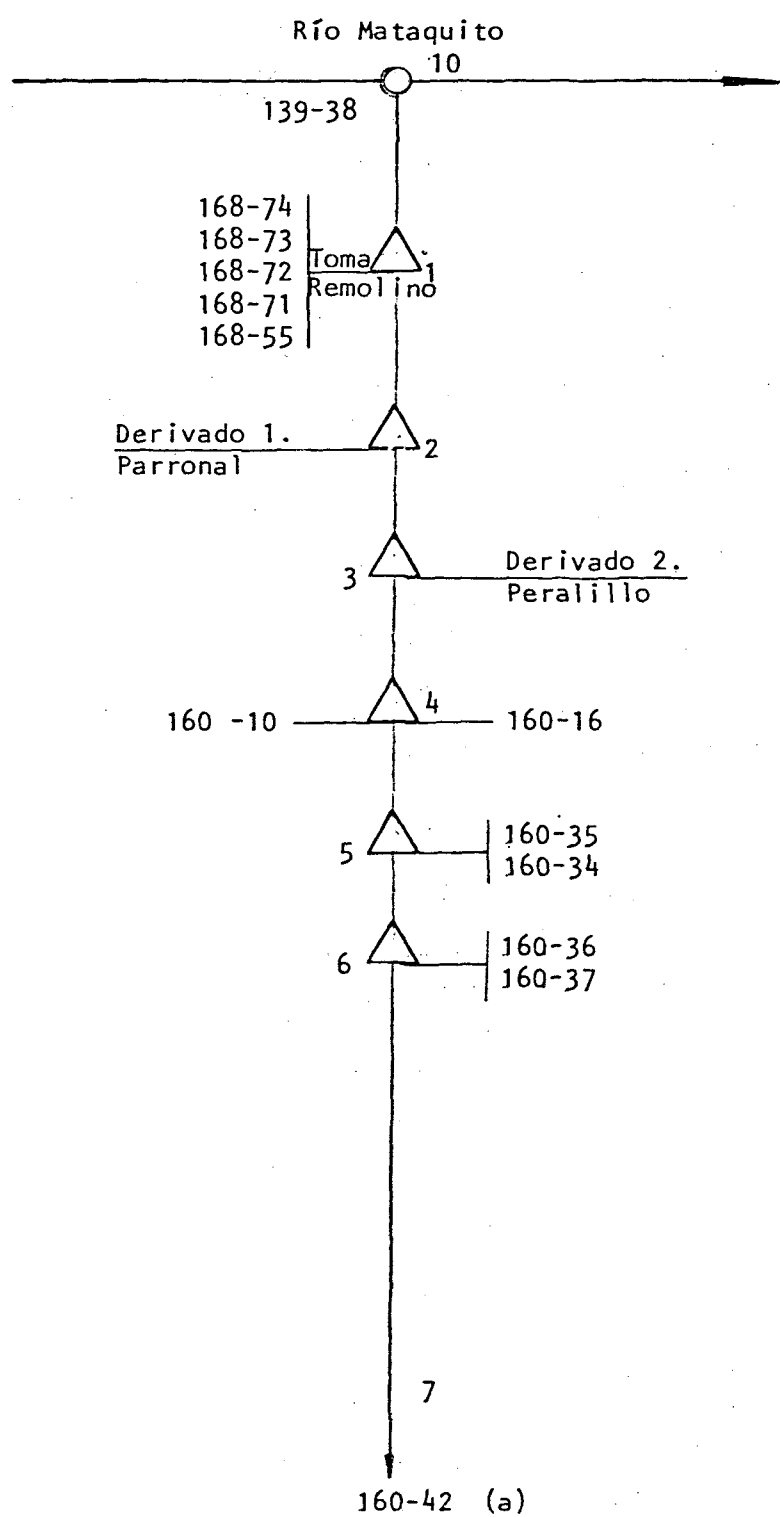 Río Mataquito
10
139-38
168-74
168-73
168-72
168-71
168-55
Toma
Remolino
1
Derivado 1.
Parronal
2
3
Derivado 2.
Peralillo
4
160 -10
160-16
5
160-35
160-34
6
160-36
160-37
7
160-42 (a)